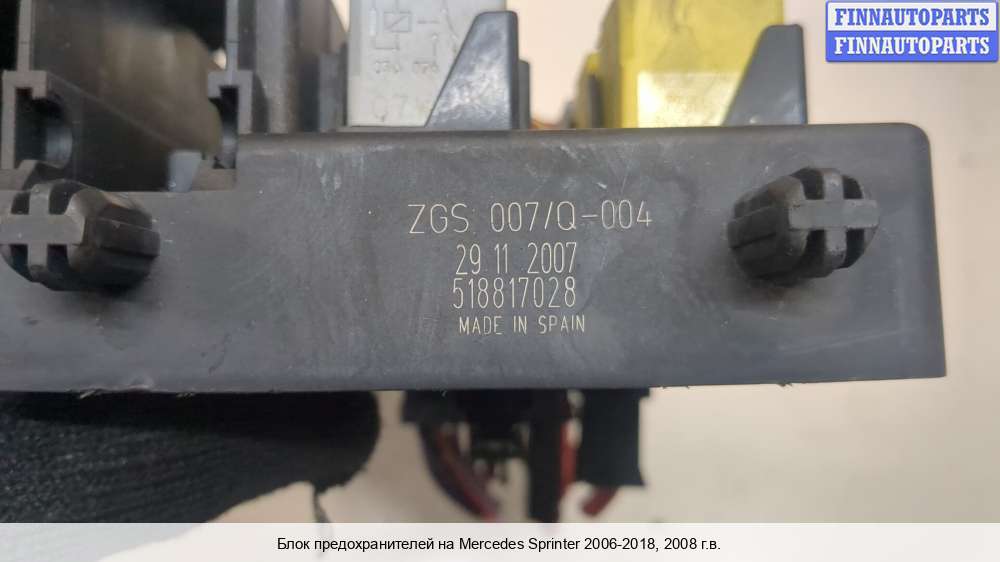 FINNAUTOPARTS
FINNAUTOPARTS
ZGS 007/Q-004
29 11 2007
518817028
MADE IN SPAIN
Блок предохранителей на Mercedes Sprinter 2006-2018, 2008 г.в.